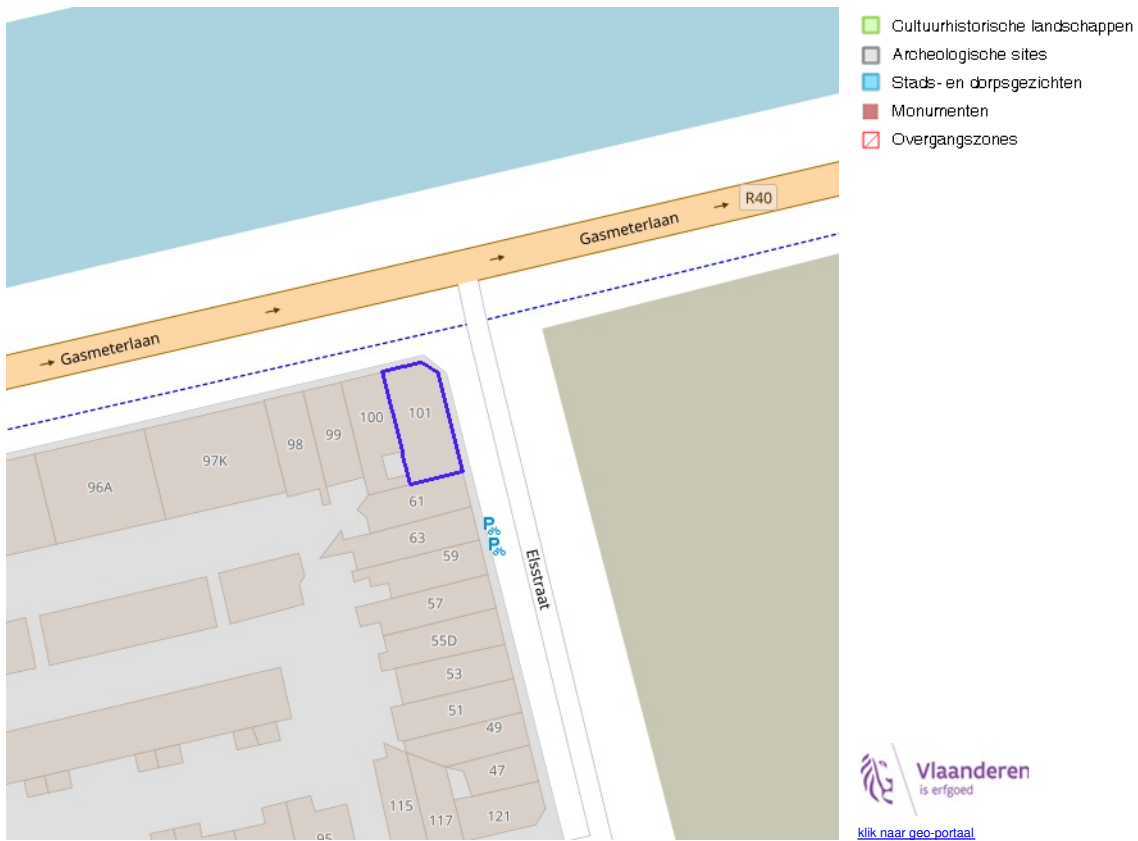 Cultuurhistorische landschappen
Archeologische sites
Stads- en dorpsgezichten
Monumenten
Overgangszones
R40
Gasmeterlaan
Gasmeterlaan
101
100
99
98
97K
96A
61
63
59
57
55D
53
51
49
47
121
115
117
95
P
P
Elsstraat
Vlaanderen
is erfgoed
klik naar geo-portaal